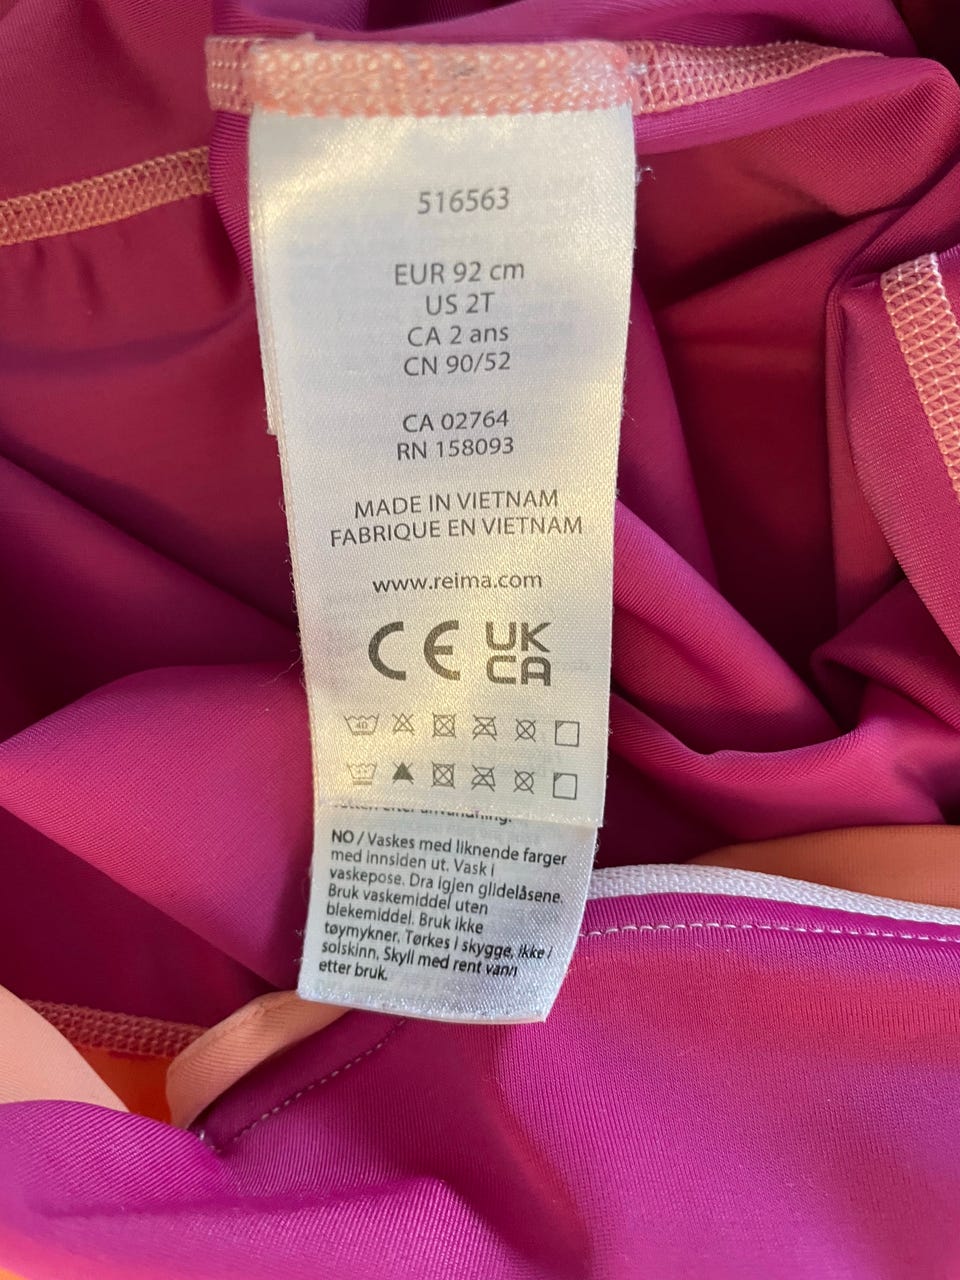 516563
EUR 92 cm
US 2T
CA 2 ans
CN 90/52
CA 02764
RN 158093
MADE IN VIETNAM
FABRIQUE EN VIETNAM
www.reima.com
CE UK
CA
40
efter användning.
NO / Vaskes med liknende farger
med innsiden ut. Vask i
vaskepose. Dra igjen glidelåsene.
Bruk vaskemiddel uten
blekemiddel. Bruk ikke
tøymykner. Tørkes i skygge, ikke i
solskinn. Skyll med rent vann
etter bruk.